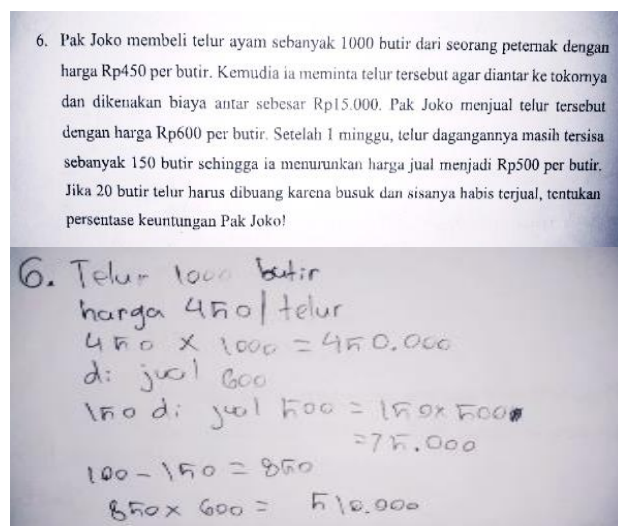 6. Pak Joko membeli telur ayam sebanyak 1000 butir dari seorang peternak dengan
harga Rp450 per butir. Kemudia ia meminta telur tersebut agar diantar ke tokornya
dan dikenakan biaya antar sebesar Rp15.000. Pak Joko menjual telur tersebut
dengan harga Rp600 per butir. Setelah 1 minggu, telur dagangannya masih tersisa
sebanyak 150 butir sehingga ia menurunkan harga jual menjadi Rp500 per butir.
Jika 20 butir telur harus dibuang karena busuk dan sisanya habis terjual, tentukan
persentase keuntungan Pak Joko!
6. Telur 1000 butir
harga 450/telur
450 x 1000 = 450.000
di jual 600
150 di jual 500 = 150x500
=75.000
100-150 = 850
850x 600 = 510.000